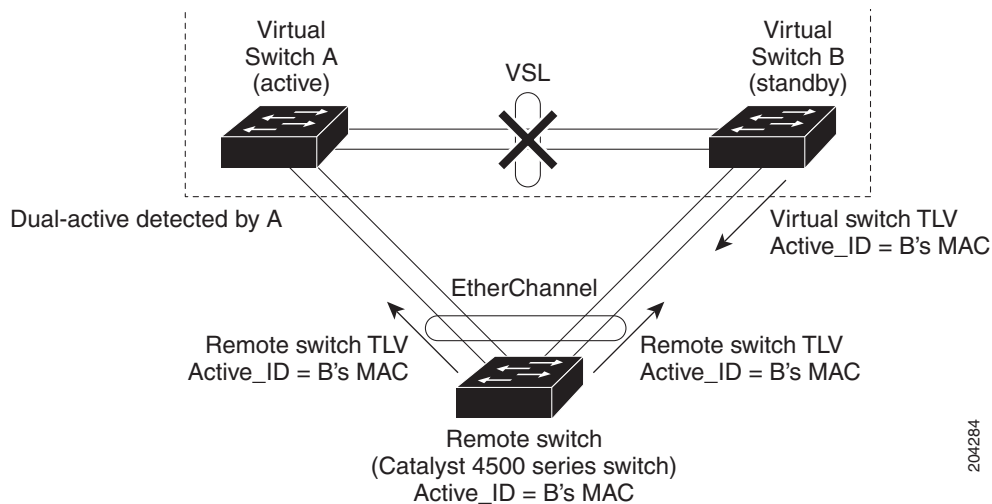 Virtual
Switch A
(active)
VSL
Virtual
Switch B
(standby)
Dual-active detected by A
Virtual switch TLV
Active_ID = B's MAC
EtherChannel
Remote switch TLV
Active_ID = B's MAC
Remote switch TLV
Active_ID = B's MAC
Remote switch
(Catalyst 4500 series switch)
Active_ID = B's MAC
204284